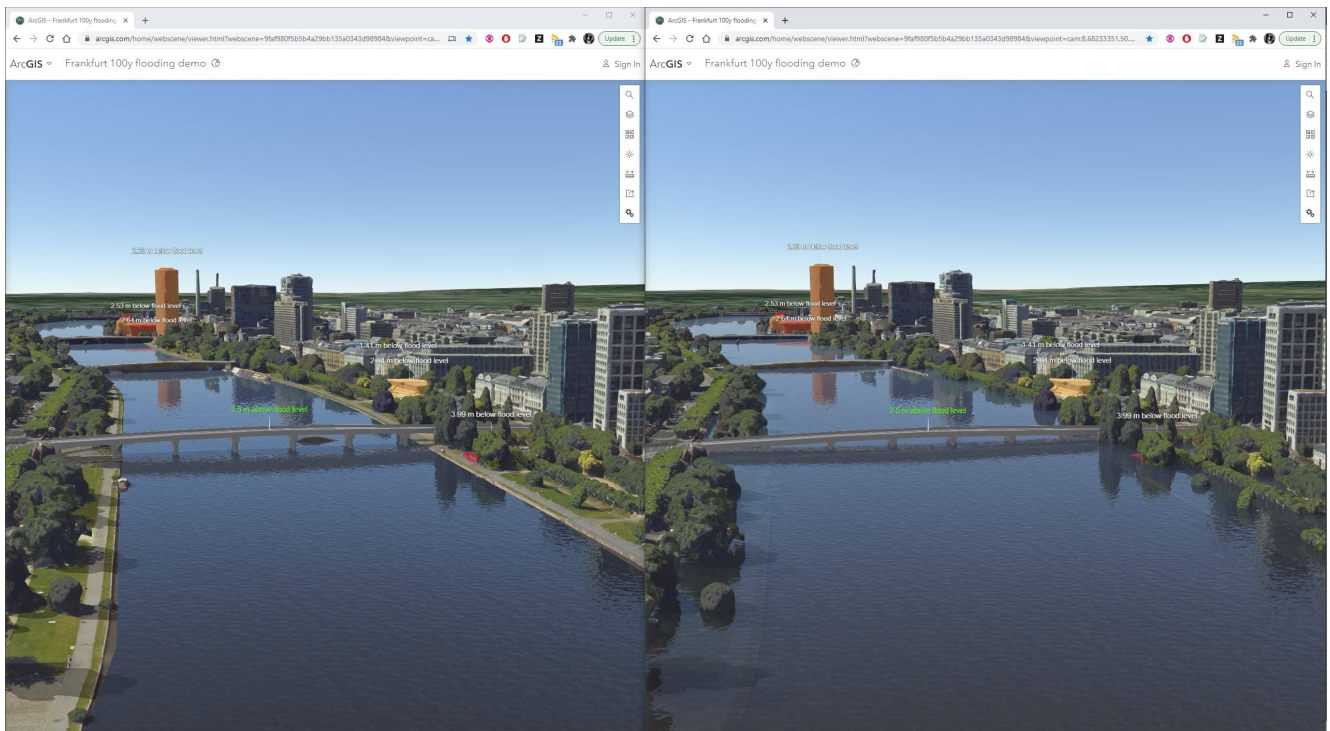 ArcGIS - Frankfurt 100y flooding
arcgis.com/home/webscene/viewer.html?webscene=9faf980f5b5b4a29bb135a0343d98984&viewpoint=ca...
Update
ArcGIS
Frankfurt 100y flooding demo
Sign In
2.53 m below flood level
2.64 m below flood level
1.41 m below flood level
below flood level
2.5 m above flood level
3.99 m below flood level
ArcGIS - Frankfurt 100y flooding
arcgis.com/home/webscene/viewer.html?webscene=9faf980f5b5b4a29bb135a0343d98984&viewpoint=cam:8.68233351,50....
Update
ArcGIS
Frankfurt 100y flooding demo
Sign In
2.53 m below flood level
2.64 m below flood level
1.41 m below flood level
below flood level
2.5 m above flood level
3.99 m below flood level